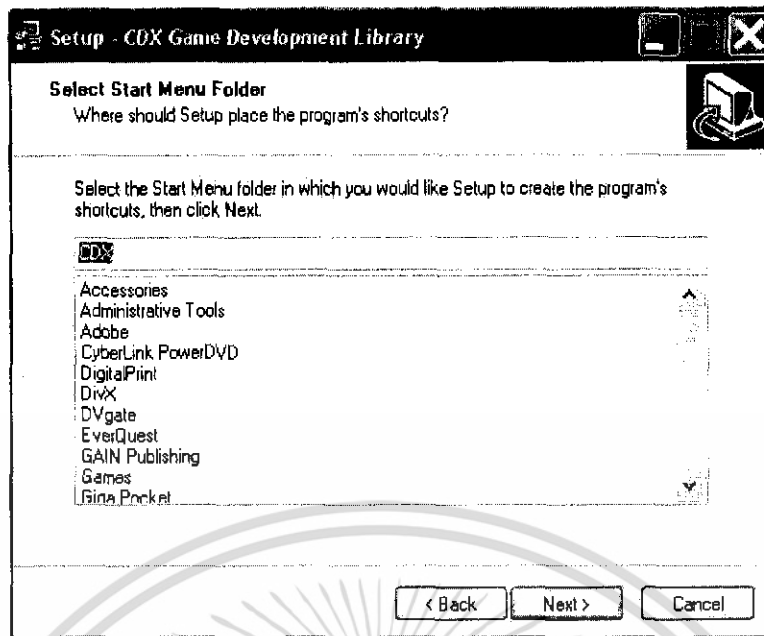 Setup - CDX Game Development Library
Select Start Menu Folder
Where should Setup place the program's shortcuts?
Select the Start Menu folder in which you would like Setup to create the program's
shortcuts, then click Next.
CDX
Accessories
Administrative Tools
Adobe
CyberLink PowerDVD
DigitalPrint
DivX
DVgate
EverQuest
GAIN Publishing
Games
Giga Pocket
< Back Next > Cancel